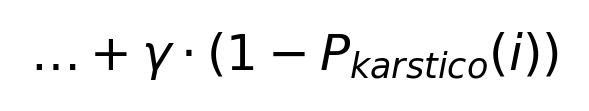 ... + γ · (1 − P_karstico(i))